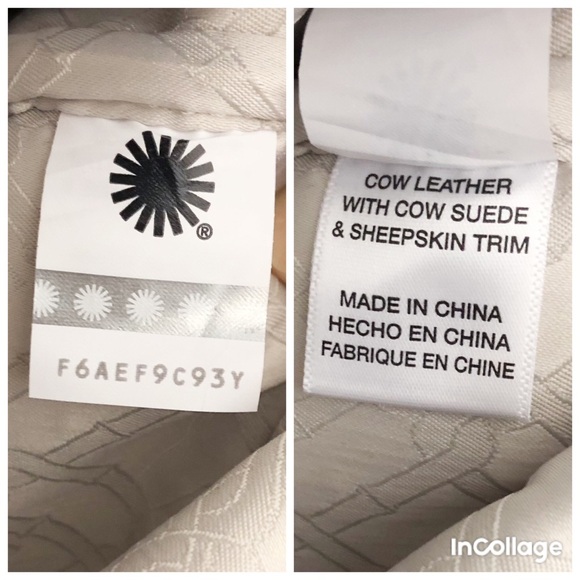 ®
F6AEF9C93Y
COW LEATHER
WITH COW SUEDE
& SHEEPSKIN TRIM
MADE IN CHINA
HECHO EN CHINA
FABRIQUE EN CHINE
InCollage